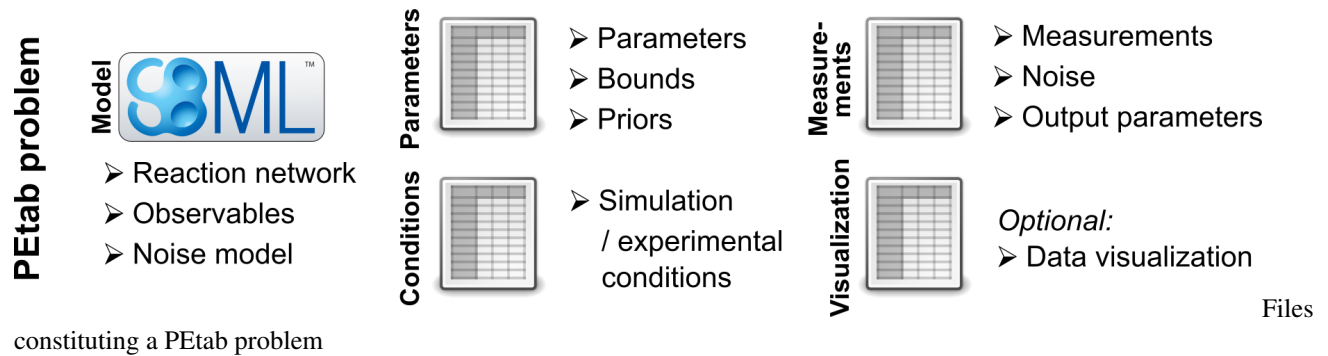 PEtab problem
Model
SBML™
➢ Reaction network
➢ Observables
➢ Noise model
Parameters
➢ Parameters
➢ Bounds
➢ Priors
Conditions
➢ Simulation
/ experimental
conditions
Measure-
ments
➢ Measurements
➢ Noise
➢ Output parameters
Visualization
Optional:
➢ Data visualization
Files
constituting a PEtab problem